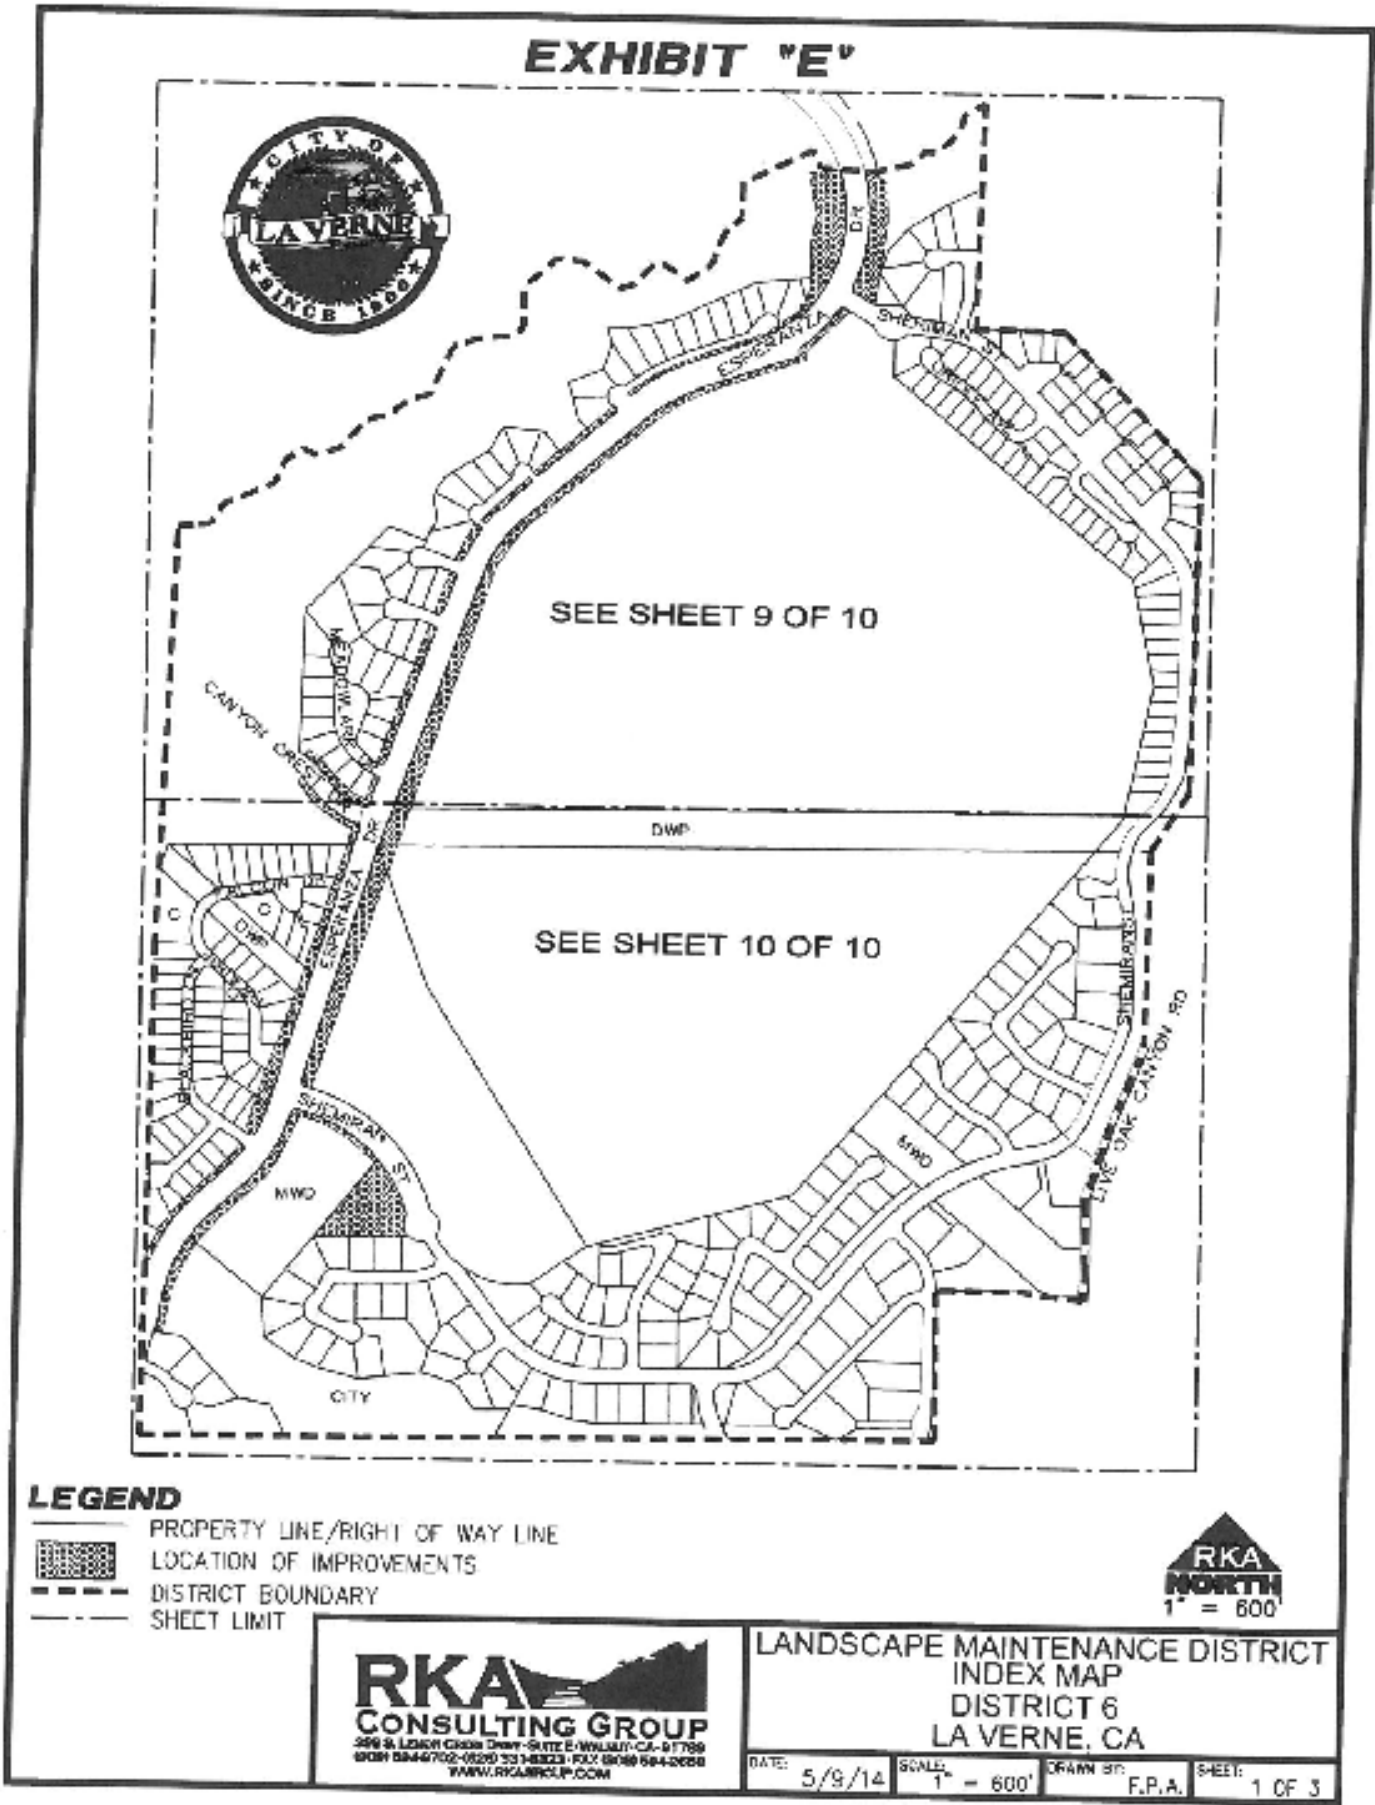 EXHIBIT "E"
CITY OF
LA VERNE
SINCE 1906
DR
ESPERANZA
SHEMIRAN ST
SEE SHEET 9 OF 10
MEADOWLARK
CANYON CREST
DR
DWP
ESPERANZA
SEE SHEET 10 OF 10
C
C
DWP
SHEMIRAN ST
LIVE OAK CANYON RD
SHEMIRAN
ST
MWD
MWD
CITY
LEGEND
PROPERTY LINE/RIGHT OF WAY LINE
LOCATION OF IMPROVEMENTS
DISTRICT BOUNDARY
SHEET LIMIT
RKA
NORTH
1" = 600'
RKA
CONSULTING GROUP
WWW.RKAGROUP.COM
LANDSCAPE MAINTENANCE DISTRICT
INDEX MAP
DISTRICT 6
LA VERNE, CA
DATE: 5/9/14
SCALE: 1" = 600'
DRAWN BY: F.P.A.
SHEET: 1 OF 3